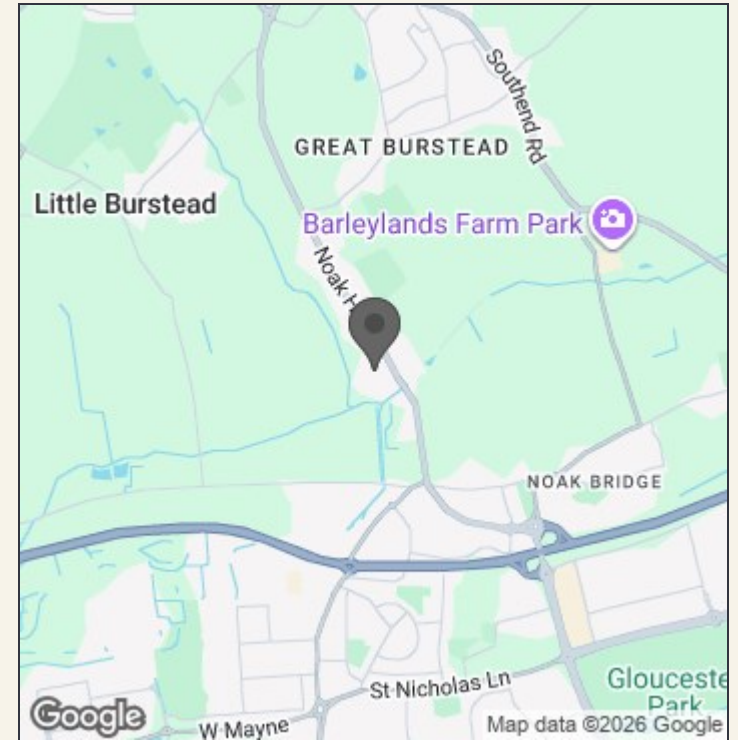 Southend Rd
GREAT BURSTEAD
Little Burstead
Barleylands Farm Park
Noak H
NOAK BRIDGE
St Nicholas Ln
Glouceste
Park
W Mayne
Google
Map data ©2026 Google